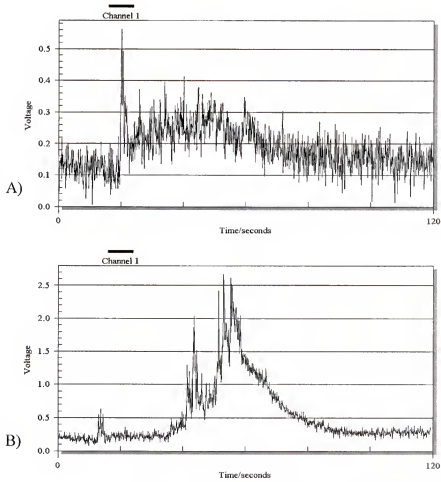 Channel 1
0.5
0.4
0.3
0.2
0.1
0.0
Voltage
A)
0
120
Time/seconds
Channel 1
2.5
2.0
1.5
1.0
0.5
0.0
Voltage
B)
0
120
Time/seconds